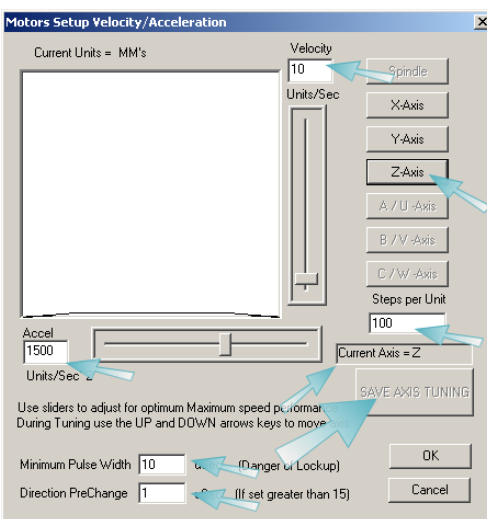 Motors Setup Velocity/Acceleration
Current Units = MM's
Velocity
10
Units/Sec
Spindle
X-Axis
Y-Axis
Z-Axis
A / U -Axis
B / V -Axis
C / W -Axis
Steps per Unit
100
Accel
1500
Units/Sec^2
Current Axis = Z
SAVE AXIS TUNING
Use sliders to adjust for optimum Maximum speed performance
During Tuning use the UP and DOWN arrows keys to move axis
Minimum Pulse Width 10 (Danger of Lockup)
Direction PreChange 1 (If set greater than 15)
OK
Cancel